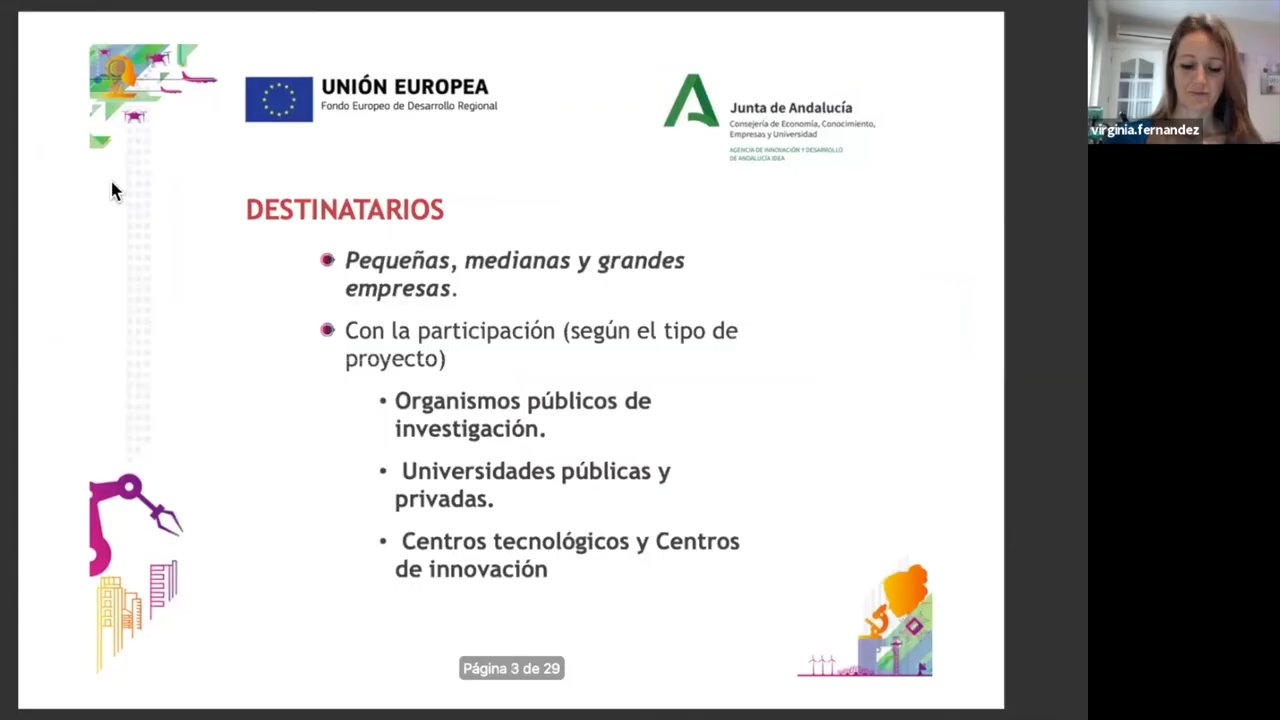 UNIÓN EUROPEA
Fondo Europeo de Desarrollo Regional
Junta de Andalucía
Consejería de Economía, Conocimiento,
Empresas y Universidad
AGENCIA DE INNOVACIÓN Y DESARROLLO
DE ANDALUCÍA IDEA
virginia.fernandez
DESTINATARIOS
Pequeñas, medianas y grandes
empresas.
Con la participación (según el tipo de
proyecto)
• Organismos públicos de
investigación.
• Universidades públicas y
privadas.
• Centros tecnológicos y Centros
de innovación
Página 3 de 29